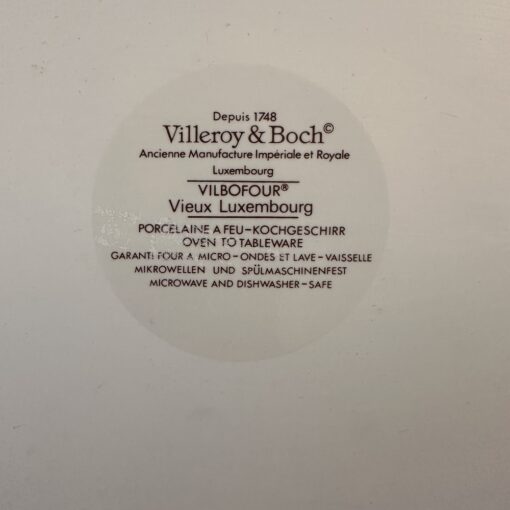 Depuis 1748
Villeroy & Boch©
Ancienne Manufacture Impériale et Royale
Luxembourg
VILBOFOUR®
Vieux Luxembourg
PORCELAINE A FEU–KOCHGESCHIRR
OVEN TO TABLEWARE
GARANTI FOUR A MICRO–ONDES ET LAVE–VAISSELLE
MIKROWELLEN UND SPÜLMASCHINENFEST
MICROWAVE AND DISHWASHER–SAFE